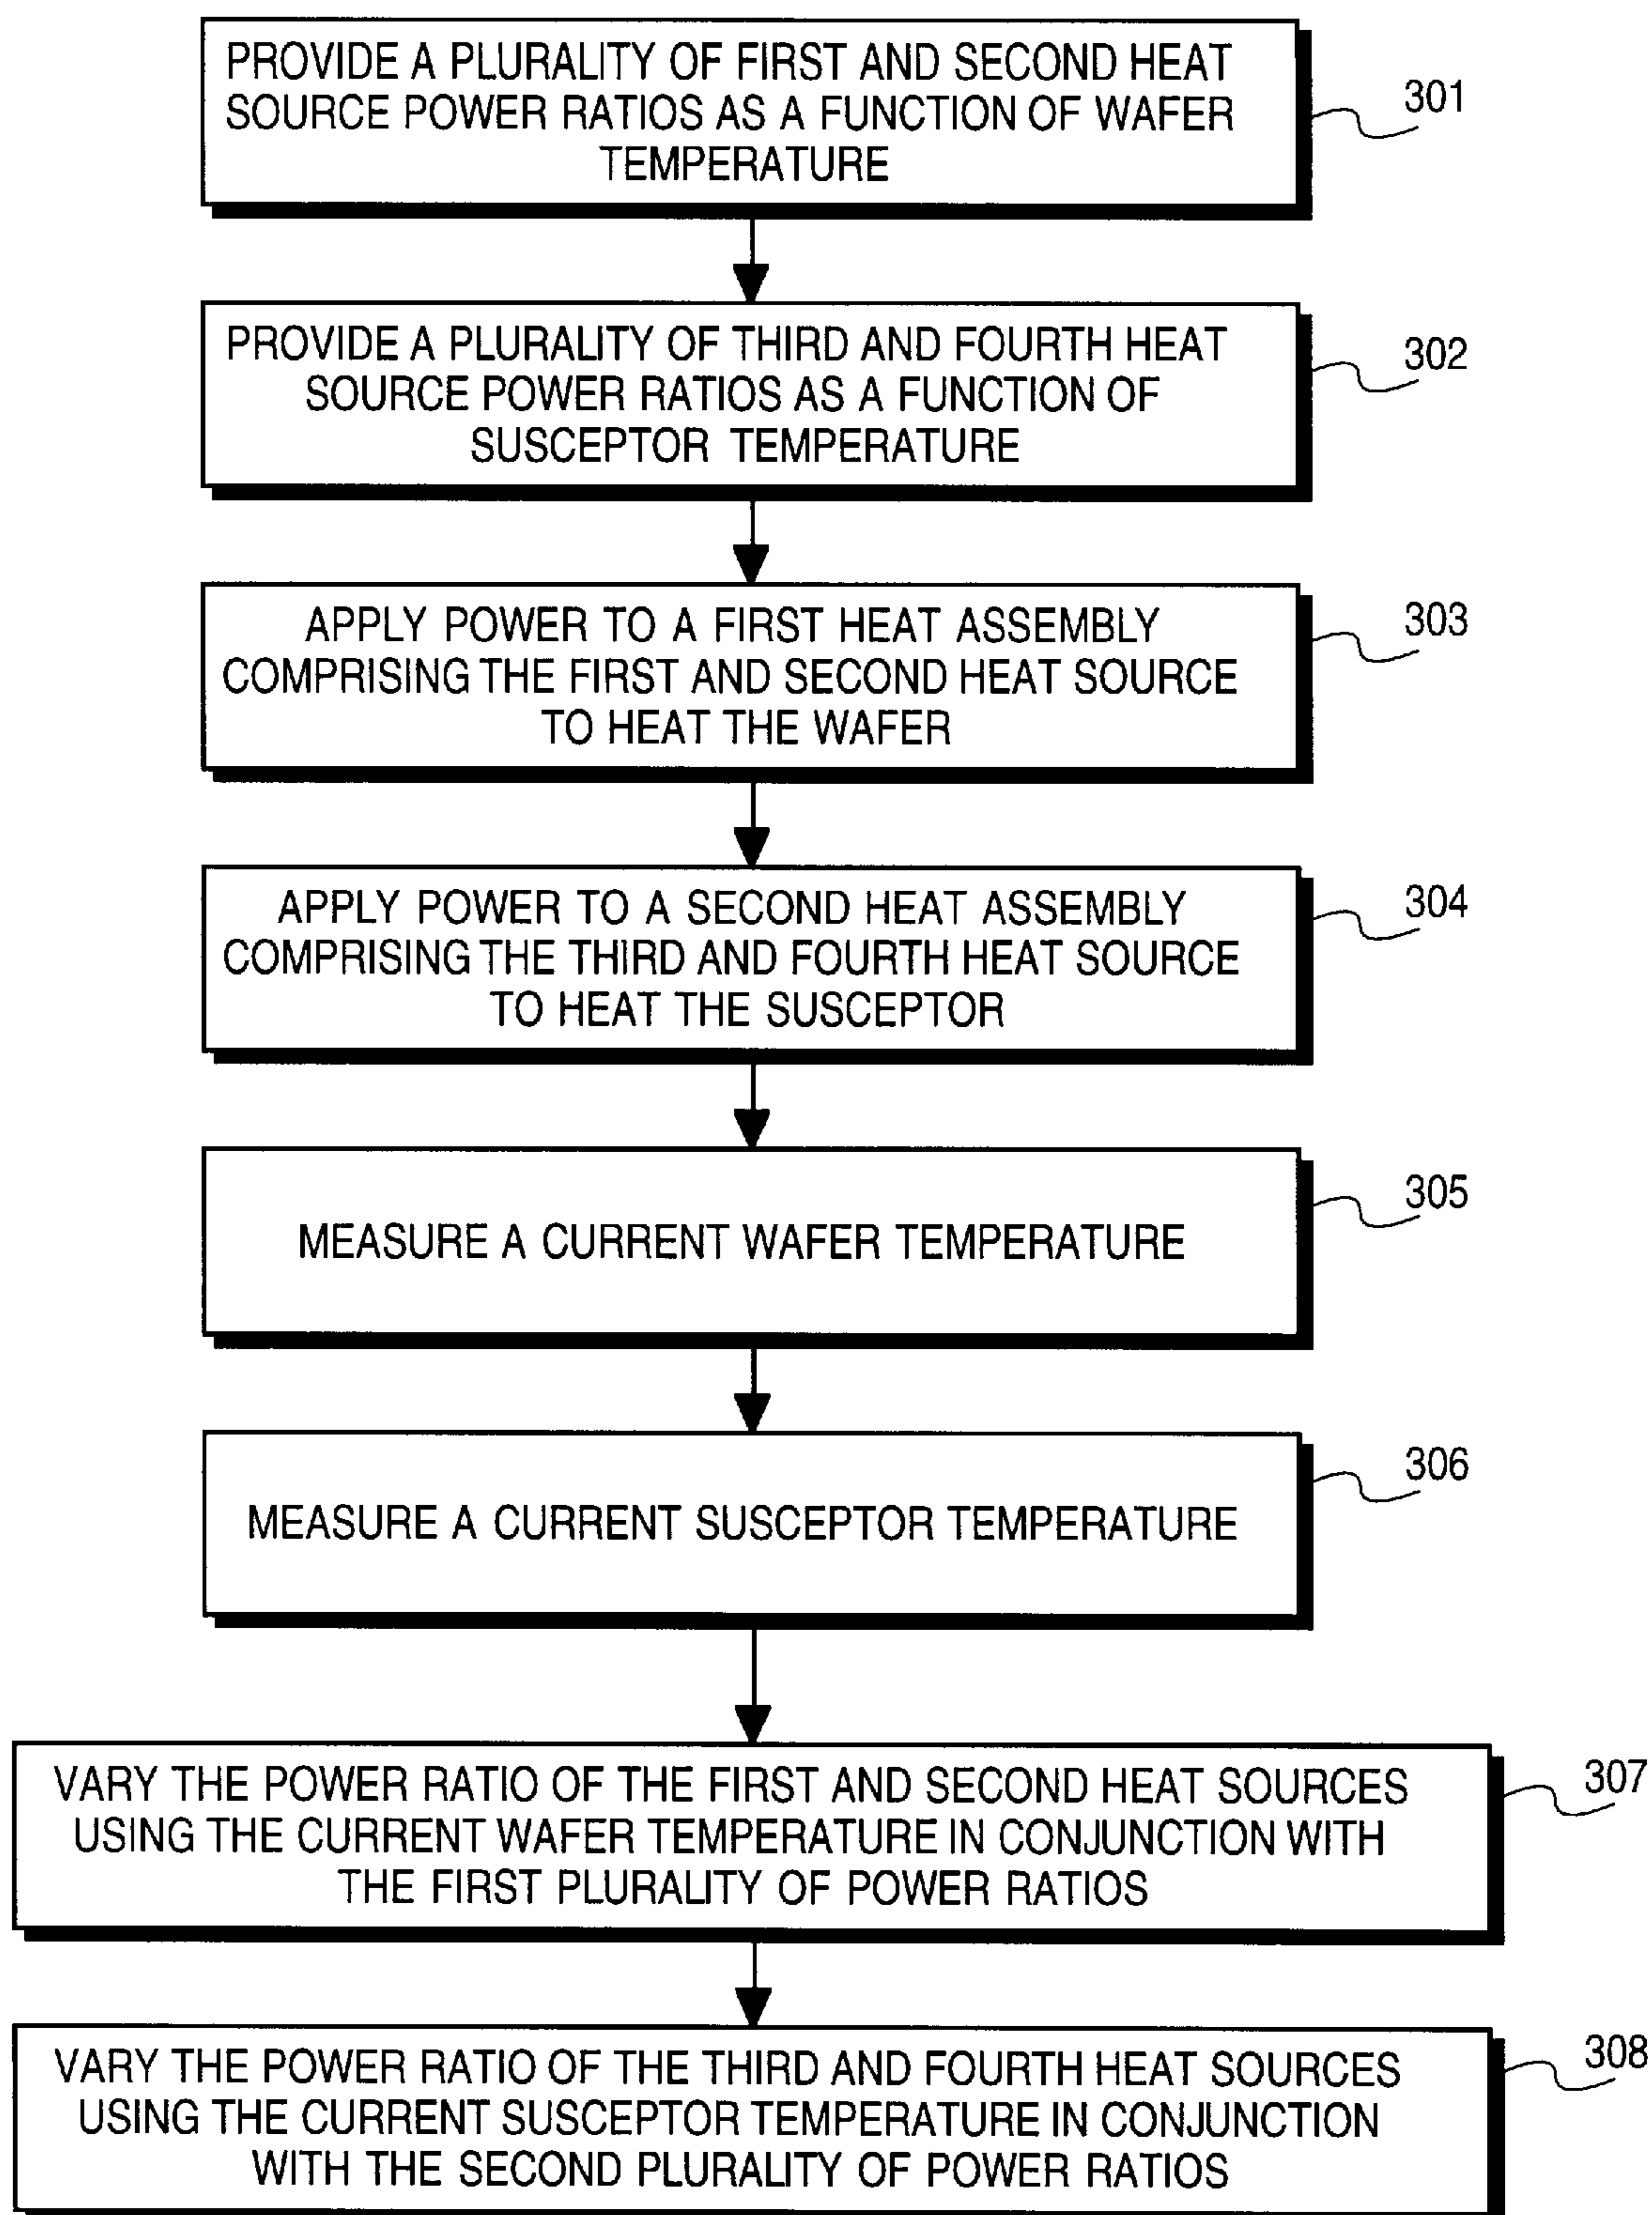 PROVIDE A PLURALITY OF FIRST AND SECOND HEAT
SOURCE POWER RATIOS AS A FUNCTION OF WAFER
TEMPERATURE
301
PROVIDE A PLURALITY OF THIRD AND FOURTH HEAT
SOURCE POWER RATIOS AS A FUNCTION OF
SUSCEPTOR TEMPERATURE
302
APPLY POWER TO A FIRST HEAT ASSEMBLY
COMPRISING THE FIRST AND SECOND HEAT SOURCE
TO HEAT THE WAFER
303
APPLY POWER TO A SECOND HEAT ASSEMBLY
COMPRISING THE THIRD AND FOURTH HEAT SOURCE
TO HEAT THE SUSCEPTOR
304
MEASURE A CURRENT WAFER TEMPERATURE
305
MEASURE A CURRENT SUSCEPTOR TEMPERATURE
306
VARY THE POWER RATIO OF THE FIRST AND SECOND HEAT SOURCES
USING THE CURRENT WAFER TEMPERATURE IN CONJUNCTION WITH
THE FIRST PLURALITY OF POWER RATIOS
307
VARY THE POWER RATIO OF THE THIRD AND FOURTH HEAT SOURCES
USING THE CURRENT SUSCEPTOR TEMPERATURE IN CONJUNCTION
WITH THE SECOND PLURALITY OF POWER RATIOS
308